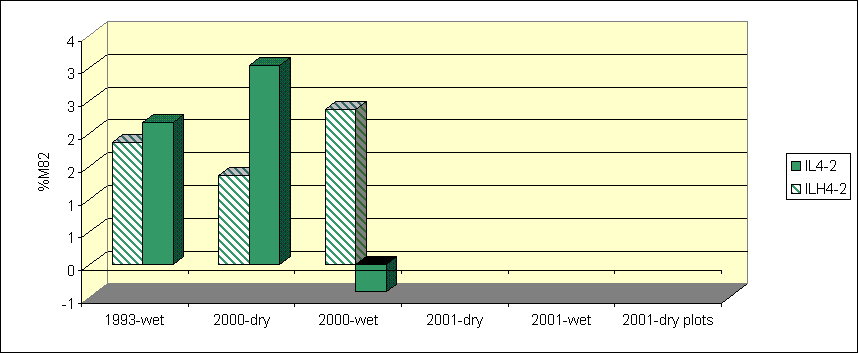 4
3
3
2
2
1
1
0
-1
%M82
1993-wet
2000-dry
2000-wet
2001-dry
2001-wet
2001-dry plots
IL4-2
ILH4-2